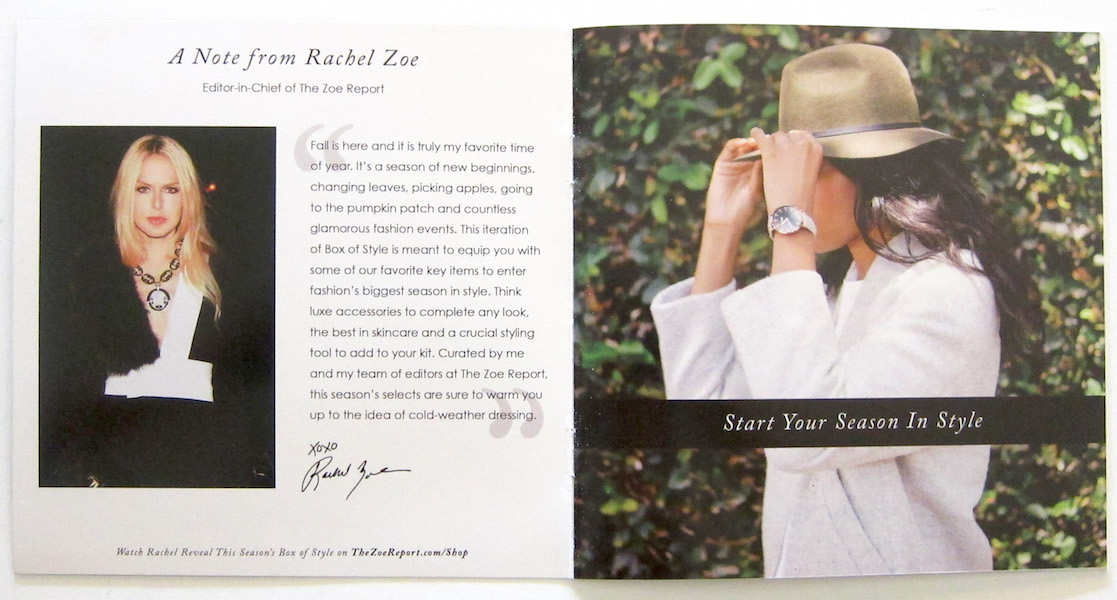 A Note from Rachel Zoe
Editor-in-Chief of The Zoe Report
“
Fall is here and it is truly my favorite time
of year. It’s a season of new beginnings,
changing leaves, picking apples, going
to the pumpkin patch and countless
glamorous fashion events. This iteration
of Box of Style is meant to equip you with
some of our favorite key items to enter
fashion’s biggest season in style. Think
luxe accessories to complete any look,
the best in skincare and a crucial styling
tool to add to your kit. Curated by me
and my team of editors at The Zoe Report,
this season’s selects are sure to warm you
up to the idea of cold-weather dressing.
”
xoxo
Rachel Zoe
Watch Rachel Reveal This Season’s Box of Style on TheZoeReport.com/Shop
Start Your Season In Style